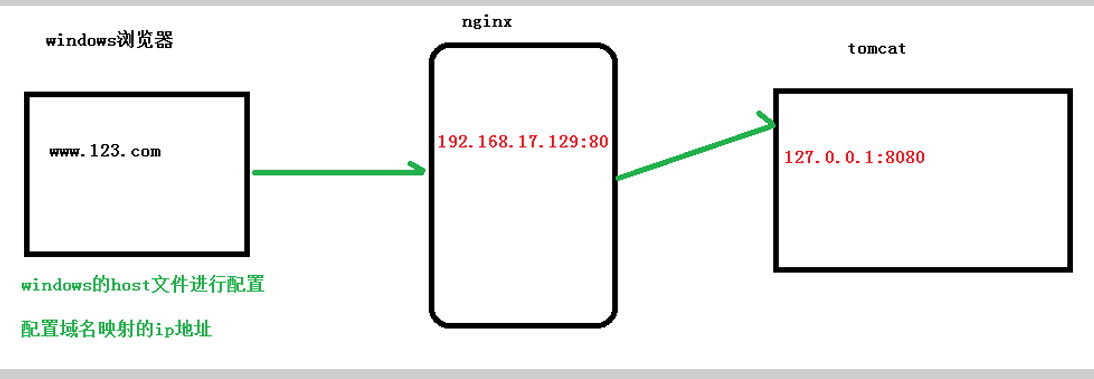 windows浏览器
nginx
tomcat
www.123.com
192.168.17.129:80
127.0.0.1:8080
windows的host文件进行配置
配置域名映射的ip地址